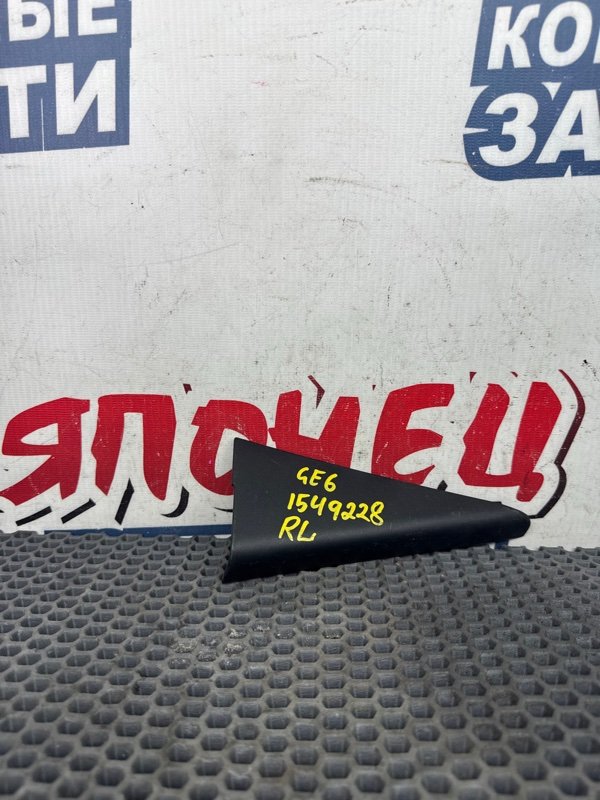 ЫЕ
ТИ
КО
ЗА
ЯПОНЕЦ
GE6
1549228
RL